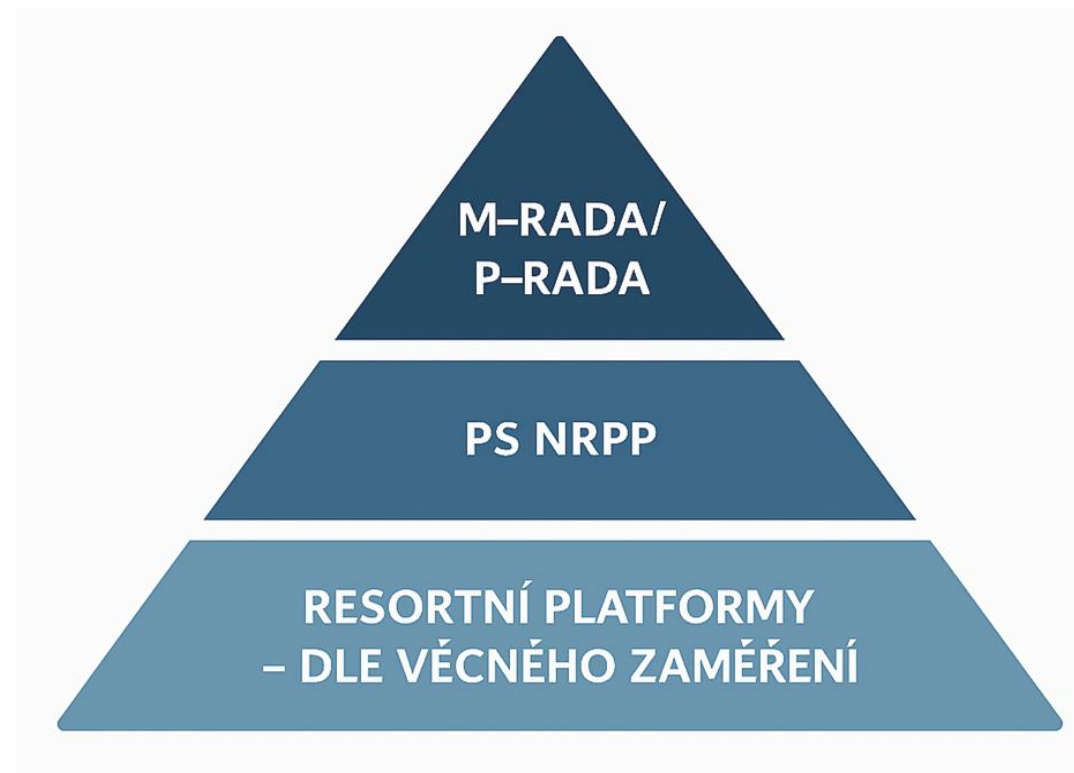 M–RADA/
P–RADA
PS NRPP
RESORTNÍ PLATFORMY
– DLE VĚCNÉHO ZAMĚŘENÍ